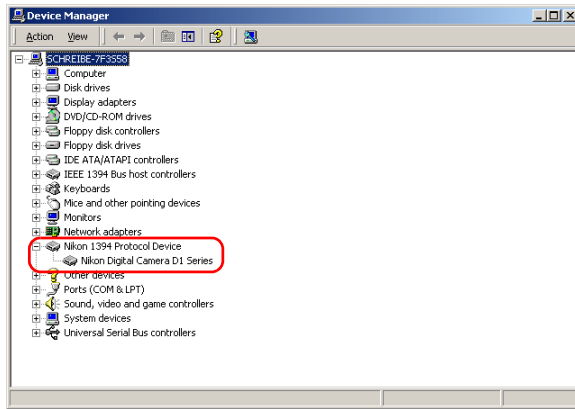 Device Manager
Action View
SCHREIBE-7F3S58
Computer
Disk drives
Display adapters
DVD/CD-ROM drives
Floppy disk controllers
Floppy disk drives
IDE ATA/ATAPI controllers
IEEE 1394 Bus host controllers
Keyboards
Mice and other pointing devices
Monitors
Network adapters
Nikon 1394 Protocol Device
Nikon Digital Camera D1 Series
Other devices
Ports (COM & LPT)
Sound, video and game controllers
System devices
Universal Serial Bus controllers